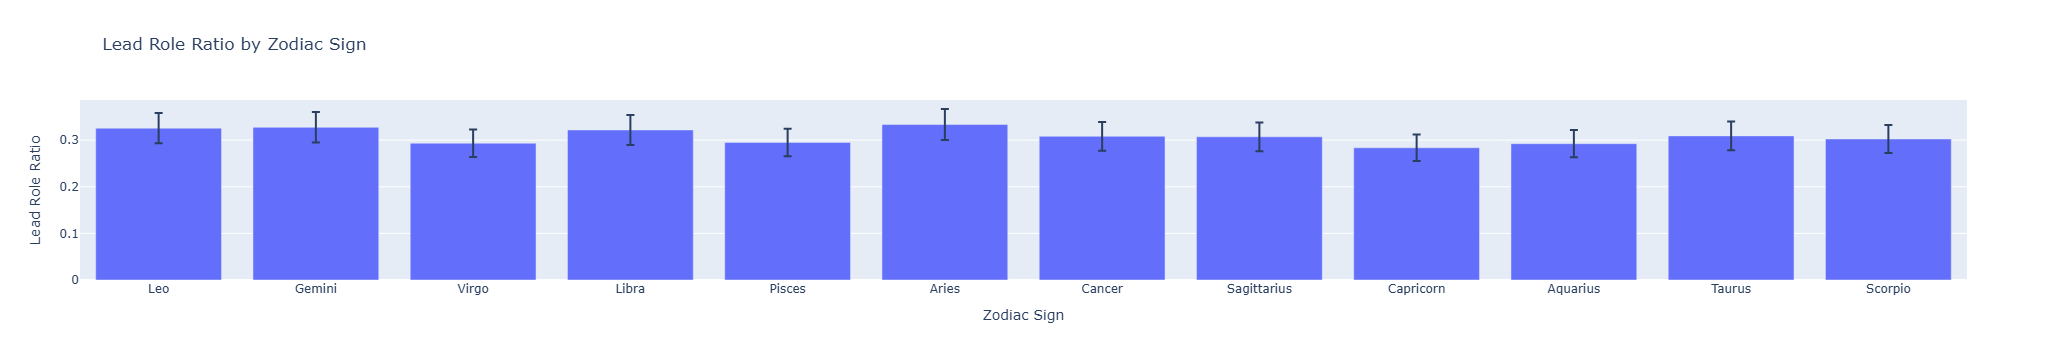 Lead Role Ratio by Zodiac Sign
Lead Role Ratio
0.3
0.2
0.1
0
Leo Gemini Virgo Libra Pisces Aries Cancer Sagittarius Capricorn Aquarius Taurus Scorpio
Zodiac Sign